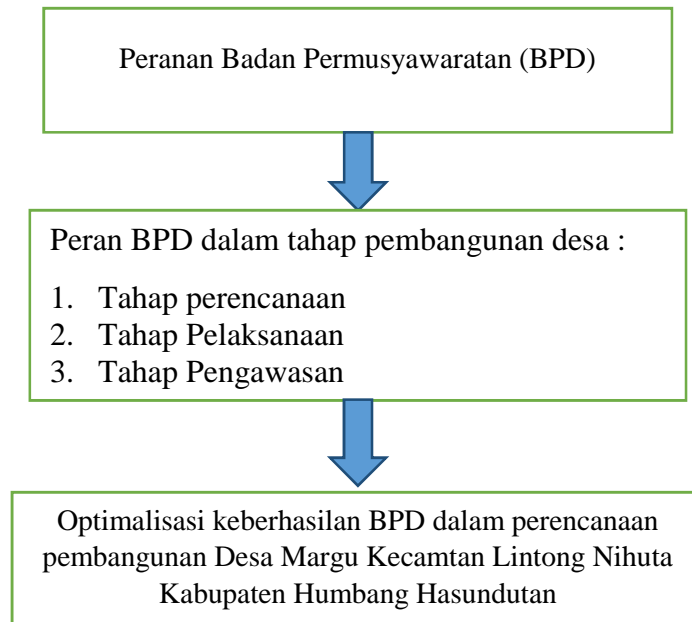 Peranan Badan Permusyawaratan (BPD)
Peran BPD dalam tahap pembangunan desa :
1. Tahap perencanaan
2. Tahap Pelaksanaan
3. Tahap Pengawasan
Optimalisasi keberhasilan BPD dalam perencanaan
pembangunan Desa Margu Kecamtan Lintong Nihuta
Kabupaten Humbang Hasundutan